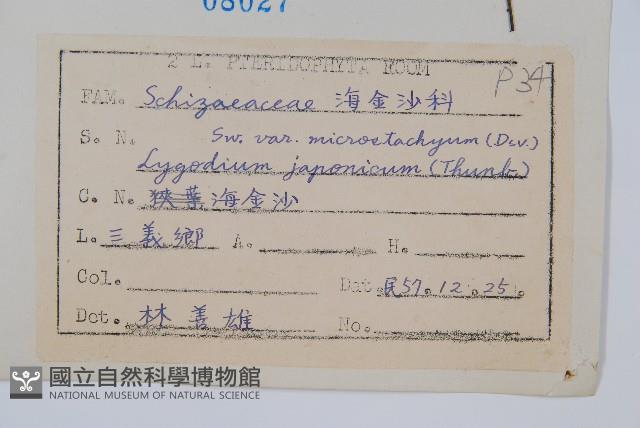 08027
2 L. PTERIDOPHYTA ROOM
P34
FAM. Schizaeaceae 海金沙科
S. N. Sw. var. microstachyum (Dev.)
Lygodium japonicum (Thunb.)
C. N. 狹葉海金沙
L. 三義鄉 A. H.
Col. Dat. 民57.12.25.
Det. 林善雄 No.
國立自然科學博物館
NATIONAL MUSEUM OF NATURAL SCIENCE